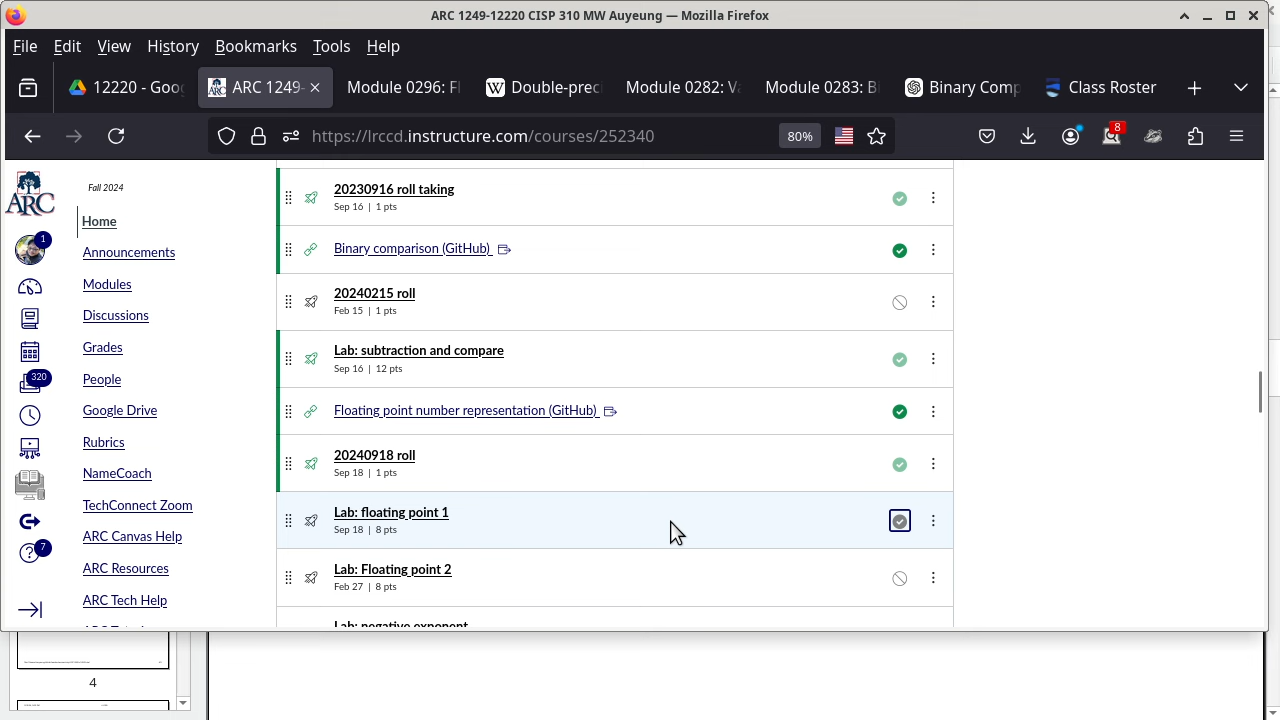 ARC 1249-12220 CISP 310 MW Auyeung — Mozilla Firefox
File Edit View History Bookmarks Tools Help
12220 - Goo
ARC 1249-
Module 0296: Fl
W Double-preci
Module 0282: Va
Module 0283: Bi
Binary Comp
Class Roster
https://lrccd.instructure.com/courses/252340
80%
8
ARC
Fall 2024
Home
1
Announcements
Modules
Discussions
Grades
320
People
Google Drive
Rubrics
NameCoach
TechConnect Zoom
ARC Canvas Help
7
ARC Resources
ARC Tech Help
20230916 roll taking
Sep 16 | 1 pts
Binary comparison (GitHub)
20240215 roll
Feb 15 | 1 pts
Lab: subtraction and compare
Sep 16 | 12 pts
Floating point number representation (GitHub)
20240918 roll
Sep 18 | 1 pts
Lab: floating point 1
Sep 18 | 8 pts
Lab: Floating point 2
Feb 27 | 8 pts
Lab: negative exponent
4